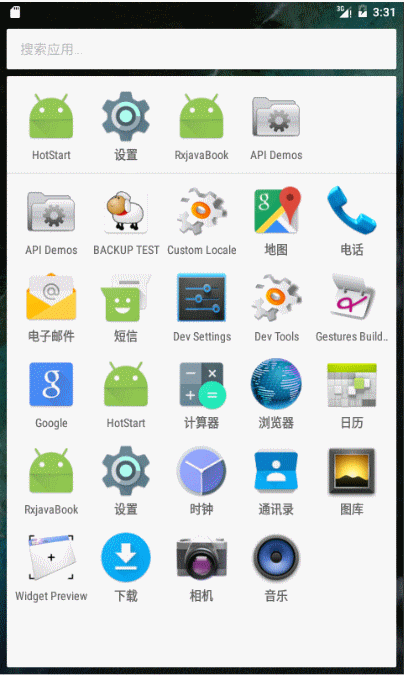 3G 3:31
搜索应用...
HotStart 设置 RxjavaBook API Demos
API Demos BACKUP TEST Custom Locale 地图 电话
电子邮件 短信 Dev Settings Dev Tools Gestures Build..
Google HotStart 计算器 浏览器 日历
RxjavaBook 设置 时钟 通讯录 图库
Widget Preview 下载 相机 音乐